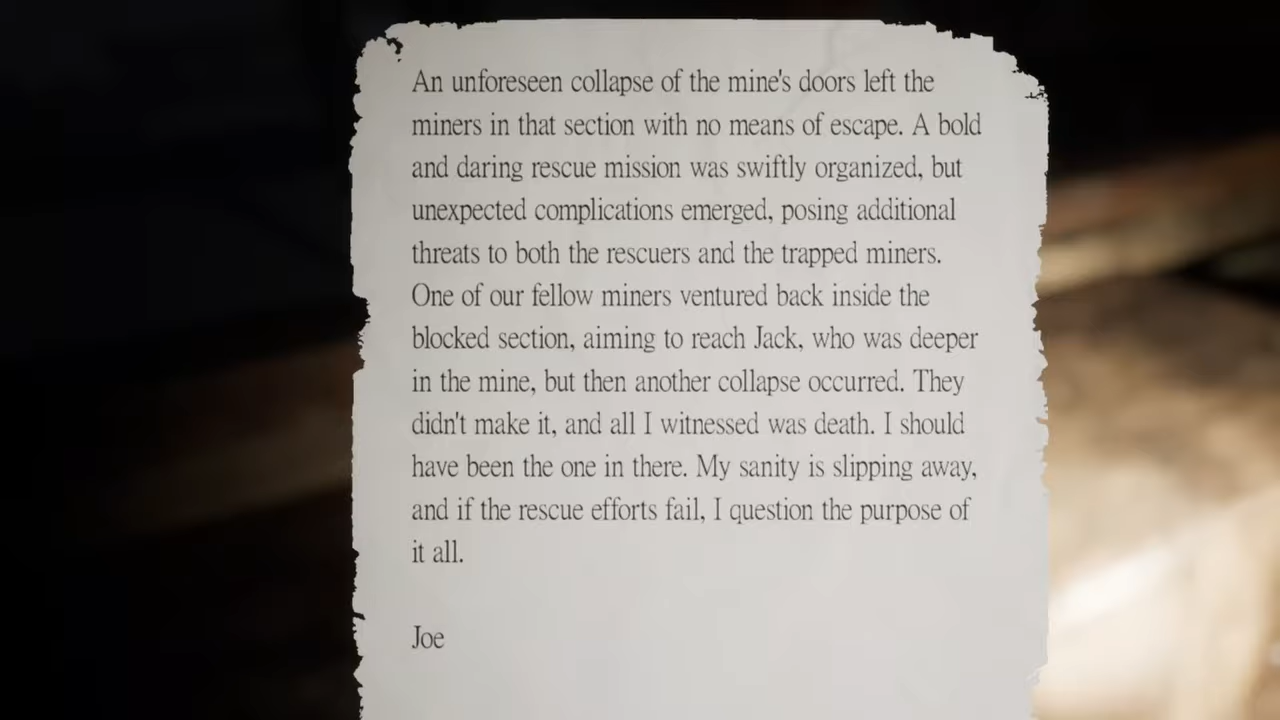 An unforeseen collapse of the mine's doors left the
miners in that section with no means of escape. A bold
and daring rescue mission was swiftly organized, but
unexpected complications emerged, posing additional
threats to both the rescuers and the trapped miners.
One of our fellow miners ventured back inside the
blocked section, aiming to reach Jack, who was deeper
in the mine, but then another collapse occurred. They
didn't make it, and all I witnessed was death. I should
have been the one in there. My sanity is slipping away,
and if the rescue efforts fail, I question the purpose of
it all.
Joe